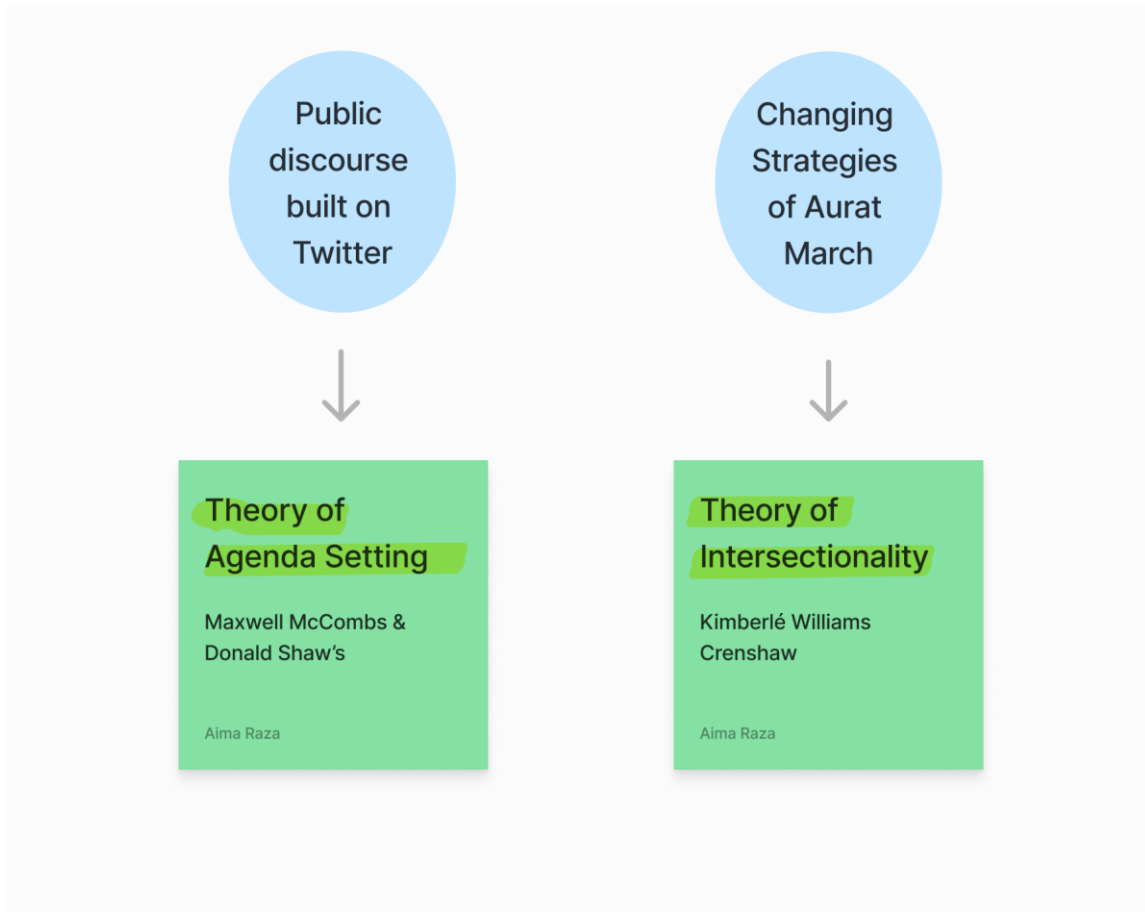 Public
discourse
built on
Twitter
Changing
Strategies
of Aurat
March
Theory of
Agenda Setting
Maxwell McCombs &
Donald Shaw’s
Aima Raza
Theory of
Intersectionality
Kimberlé Williams
Crenshaw
Aima Raza